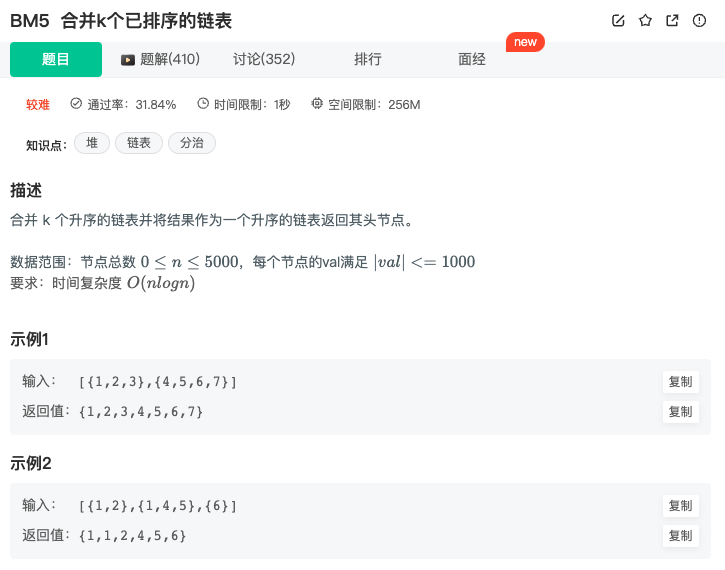 BM5 合并k个已排序的链表
new
题目 题解(410) 讨论(352) 排行 面经
较难 通过率：31.84% 时间限制：1秒 空间限制：256M
知识点： 堆 链表 分治
描述
合并 k 个升序的链表并将结果作为一个升序的链表返回其头节点。
数据范围：节点总数 0 ≤ n ≤ 5000，每个节点的val满足 |val| <= 1000
要求：时间复杂度 O(nlogn)
示例1
输入： [{1,2,3},{4,5,6,7}] 复制
返回值：{1,2,3,4,5,6,7} 复制
示例2
输入： [{1,2},{1,4,5},{6}] 复制
返回值：{1,1,2,4,5,6} 复制